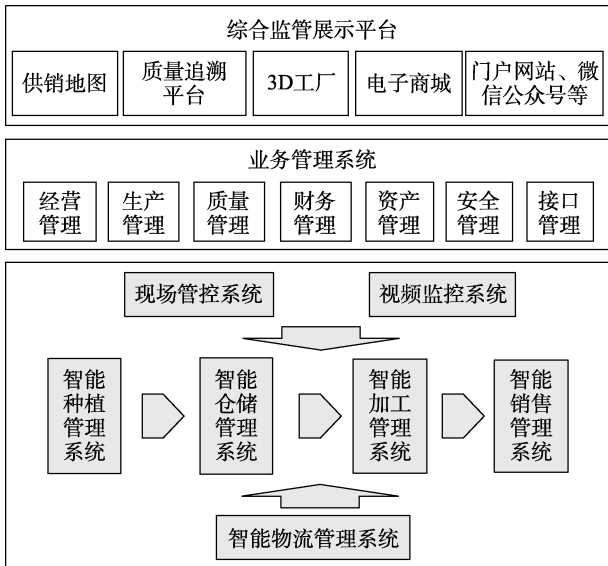 综合监管展示平台
供销地图
质量追溯
平台
3D工厂
电子商城
门户网站、微
信公众号等
业务管理系统
经营
管理
生产
管理
质量
管理
财务
管理
资产
管理
安全
管理
接口
管理
现场管控系统
视频监控系统
智能
种植
管理
系统
智能
仓储
管理
系统
智能
加工
管理
系统
智能
销售
管理
系统
智能物流管理系统